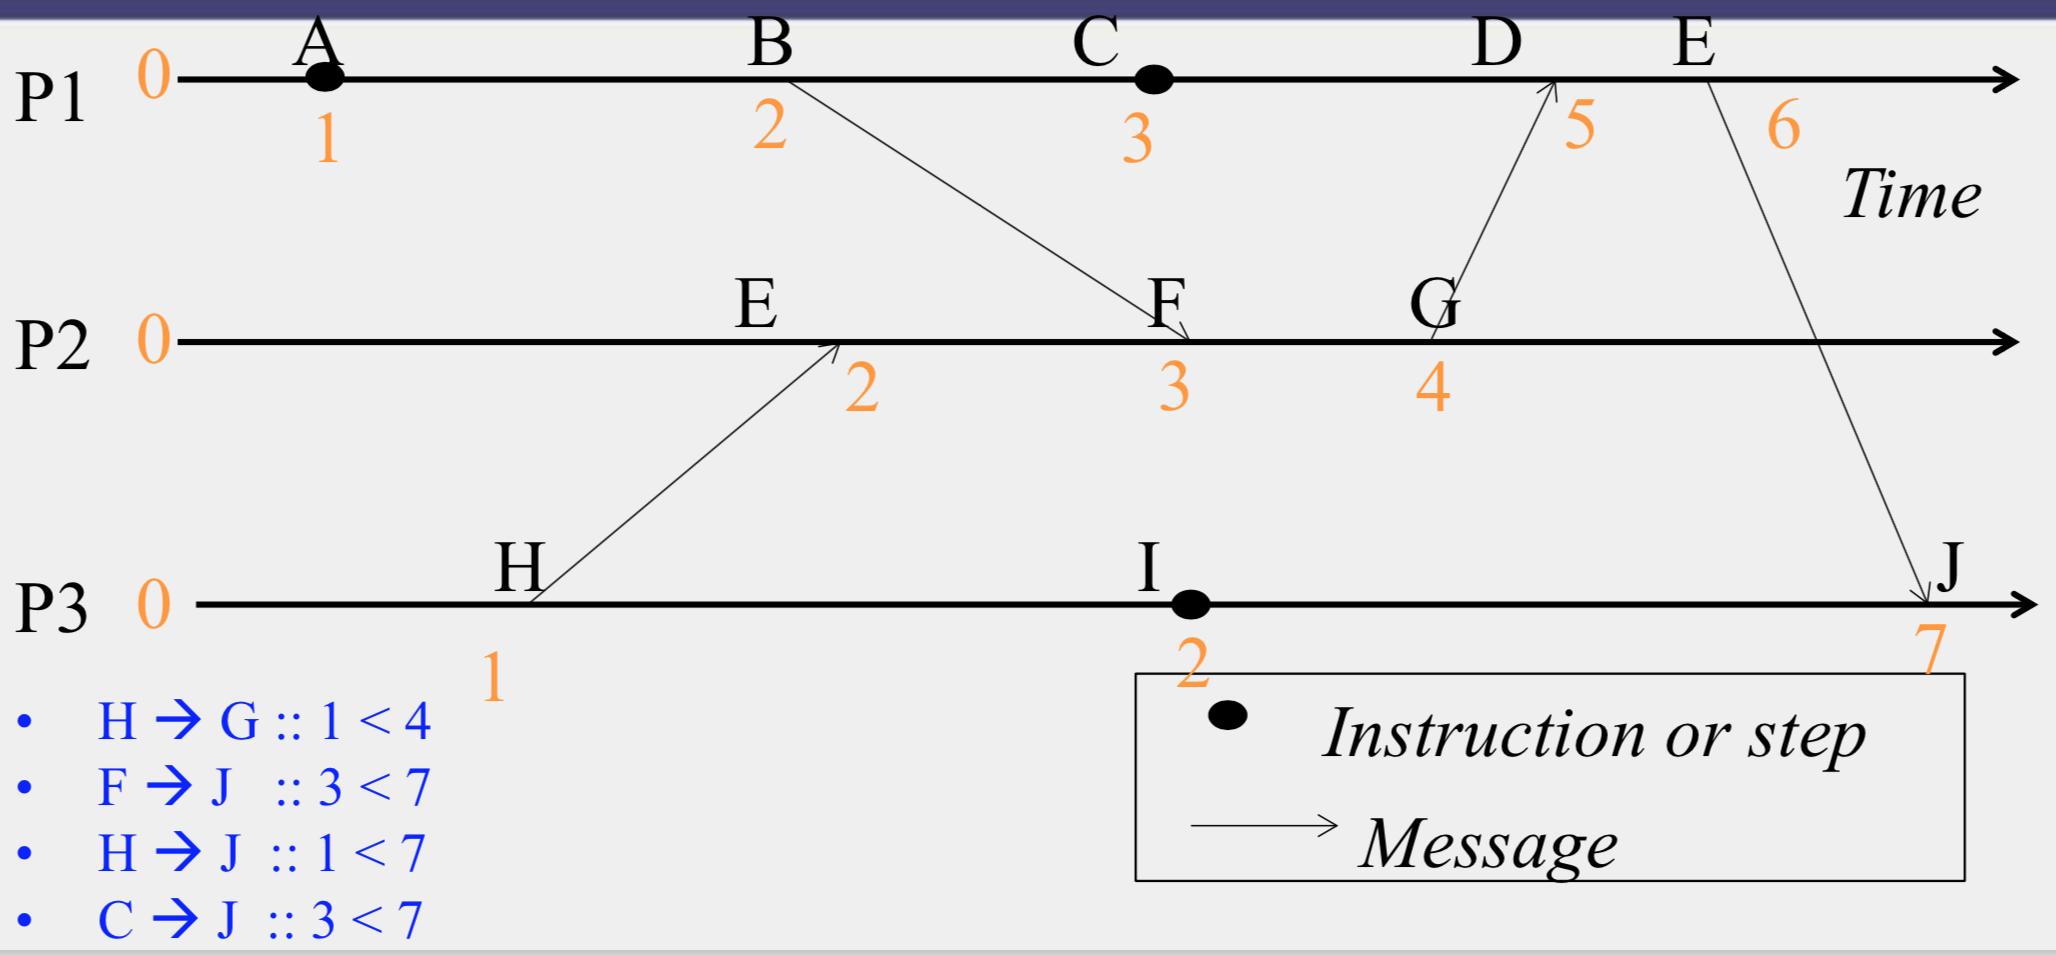 A B C D E
P1 0
1 2 3 5 6
Time
E F G
P2 0
2 3 4
H I J
P3 0
1 2 7
• H → G :: 1 < 4
• F → J :: 3 < 7
• H → J :: 1 < 7
• C → J :: 3 < 7
Instruction or step
Message